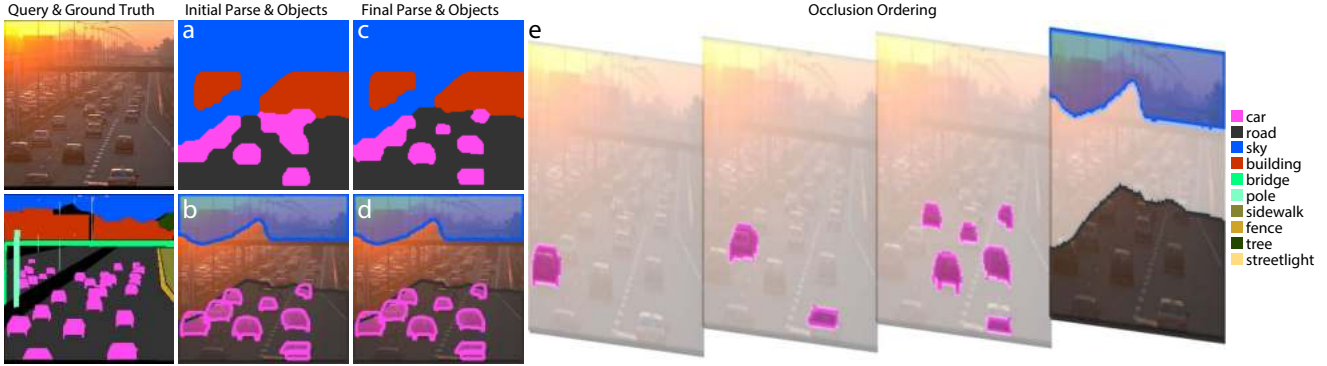 Query & Ground Truth
Initial Parse & Objects
Final Parse & Objects
Occlusion Ordering
a
c
e
b
d
car
road
sky
building
bridge
pole
sidewalk
fence
tree
streetlight